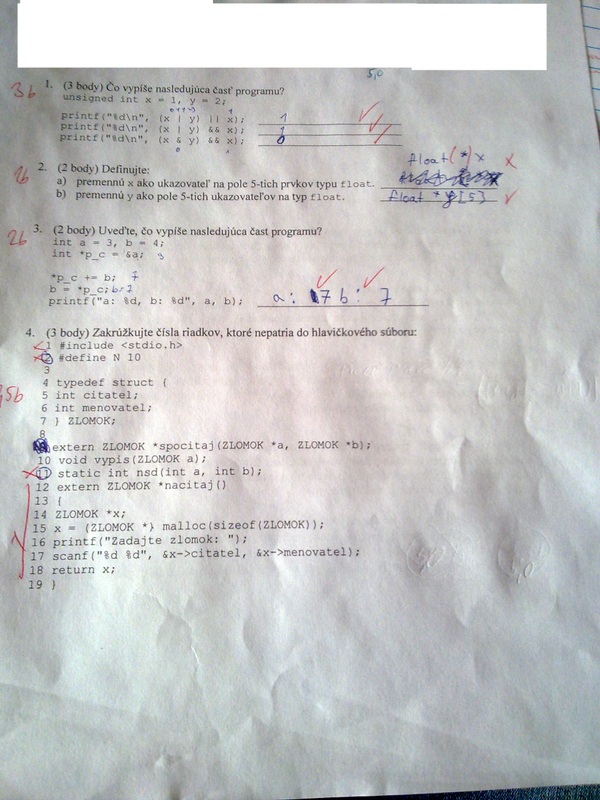 5,0
3b 1. (3 body) Čo vypíše nasledujúca časť programu?
unsigned int x = 1, y = 2;
printf("%d\n", (x | y) || x); 1
printf("%d\n", (x | y) && x); 1
printf("%d\n", (x & y) && x); 0
2. (2 body) Definujte:
float(*)x
a) premennú x ako ukazovateľ na pole 5-tich prvkov typu float.
b) premennú y ako pole 5-tich ukazovateľov na typ float. float *y[5]
2b 3. (2 body) Uveďte, čo vypíše nasledujúca časť programu?
int a = 3, b = 4;
int *p_c = &a; 3
*p_c += b; 7
b = *p_c; b=7
printf("a: %d, b: %d", a, b); a: 7 b: 7
4. (3 body) Zakrúžkujte čísla riadkov, ktoré nepatria do hlavičkového súboru:
1 #include <stdio.h>
2 #define N 10
3
4 typedef struct {
5 int citatel;
6 int menovatel;
7 } ZLOMOK;
8
extern ZLOMOK *spocitaj(ZLOMOK *a, ZLOMOK *b);
10 void vypis(ZLOMOK a);
11 static int nsd(int a, int b);
12 extern ZLOMOK *nacitaj()
13 {
14 ZLOMOK *x;
15 x = (ZLOMOK *) malloc(sizeof(ZLOMOK));
16 printf("Zadajte zlomok: ");
17 scanf("%d %d", &x->citatel, &x->menovatel);
18 return x;
19 }